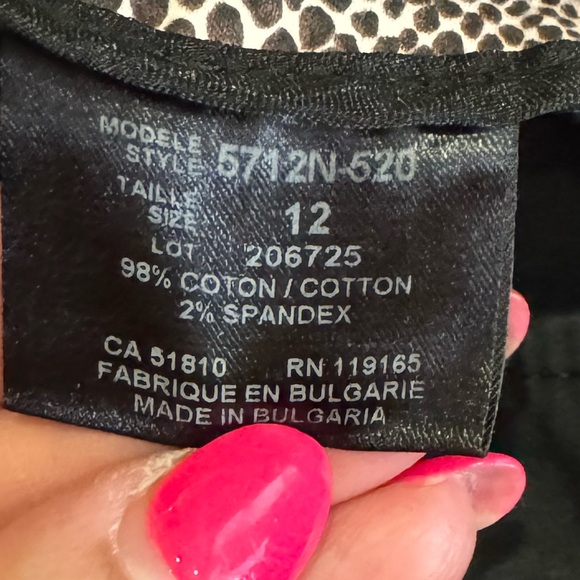 MODELE
STYLE 5712N-520
TAILLE
SIZE 12
LOT 206725
98% COTON / COTTON
2% SPANDEX
CA 51810 RN 119165
FABRIQUE EN BULGARIE
MADE IN BULGARIA